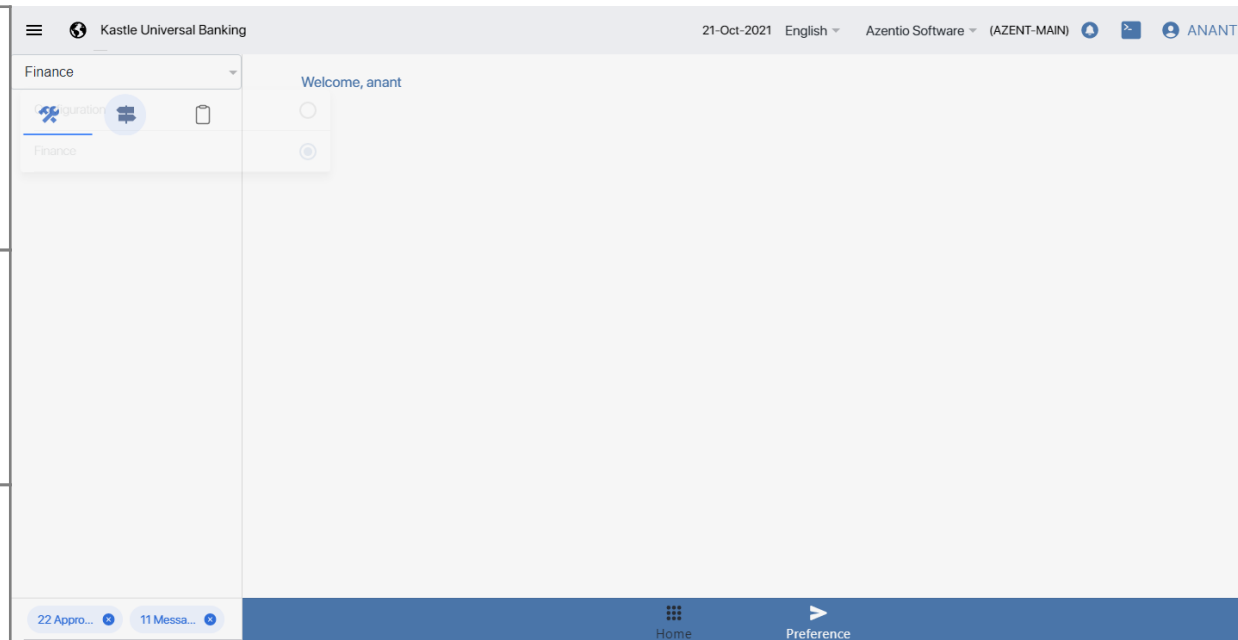 Kastle Universal Banking
21-Oct-2021 English Azentio Software (AZENT-MAIN) ANANT
Finance
Welcome, anant
Configuration
Finance
22 Appro... 11 Messa...
Home Preference